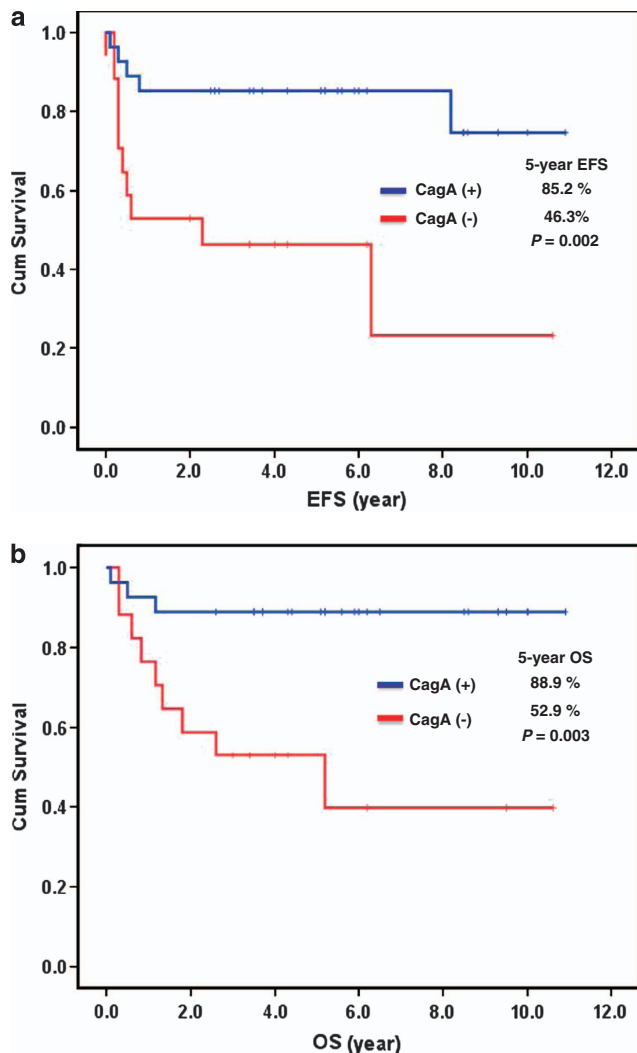 a
1.0
0.8
0.6
0.4
0.2
0.0
Cum Survival
5-year EFS
CagA (+) 85.2 %
CagA (-) 46.3%
P = 0.002
0.0 2.0 4.0 6.0 8.0 10.0 12.0
EFS (year)
b
1.0
0.8
0.6
0.4
0.2
0.0
Cum Survival
5-year OS
CagA (+) 88.9 %
CagA (-) 52.9 %
P = 0.003
0.0 2.0 4.0 6.0 8.0 10.0 12.0
OS (year)